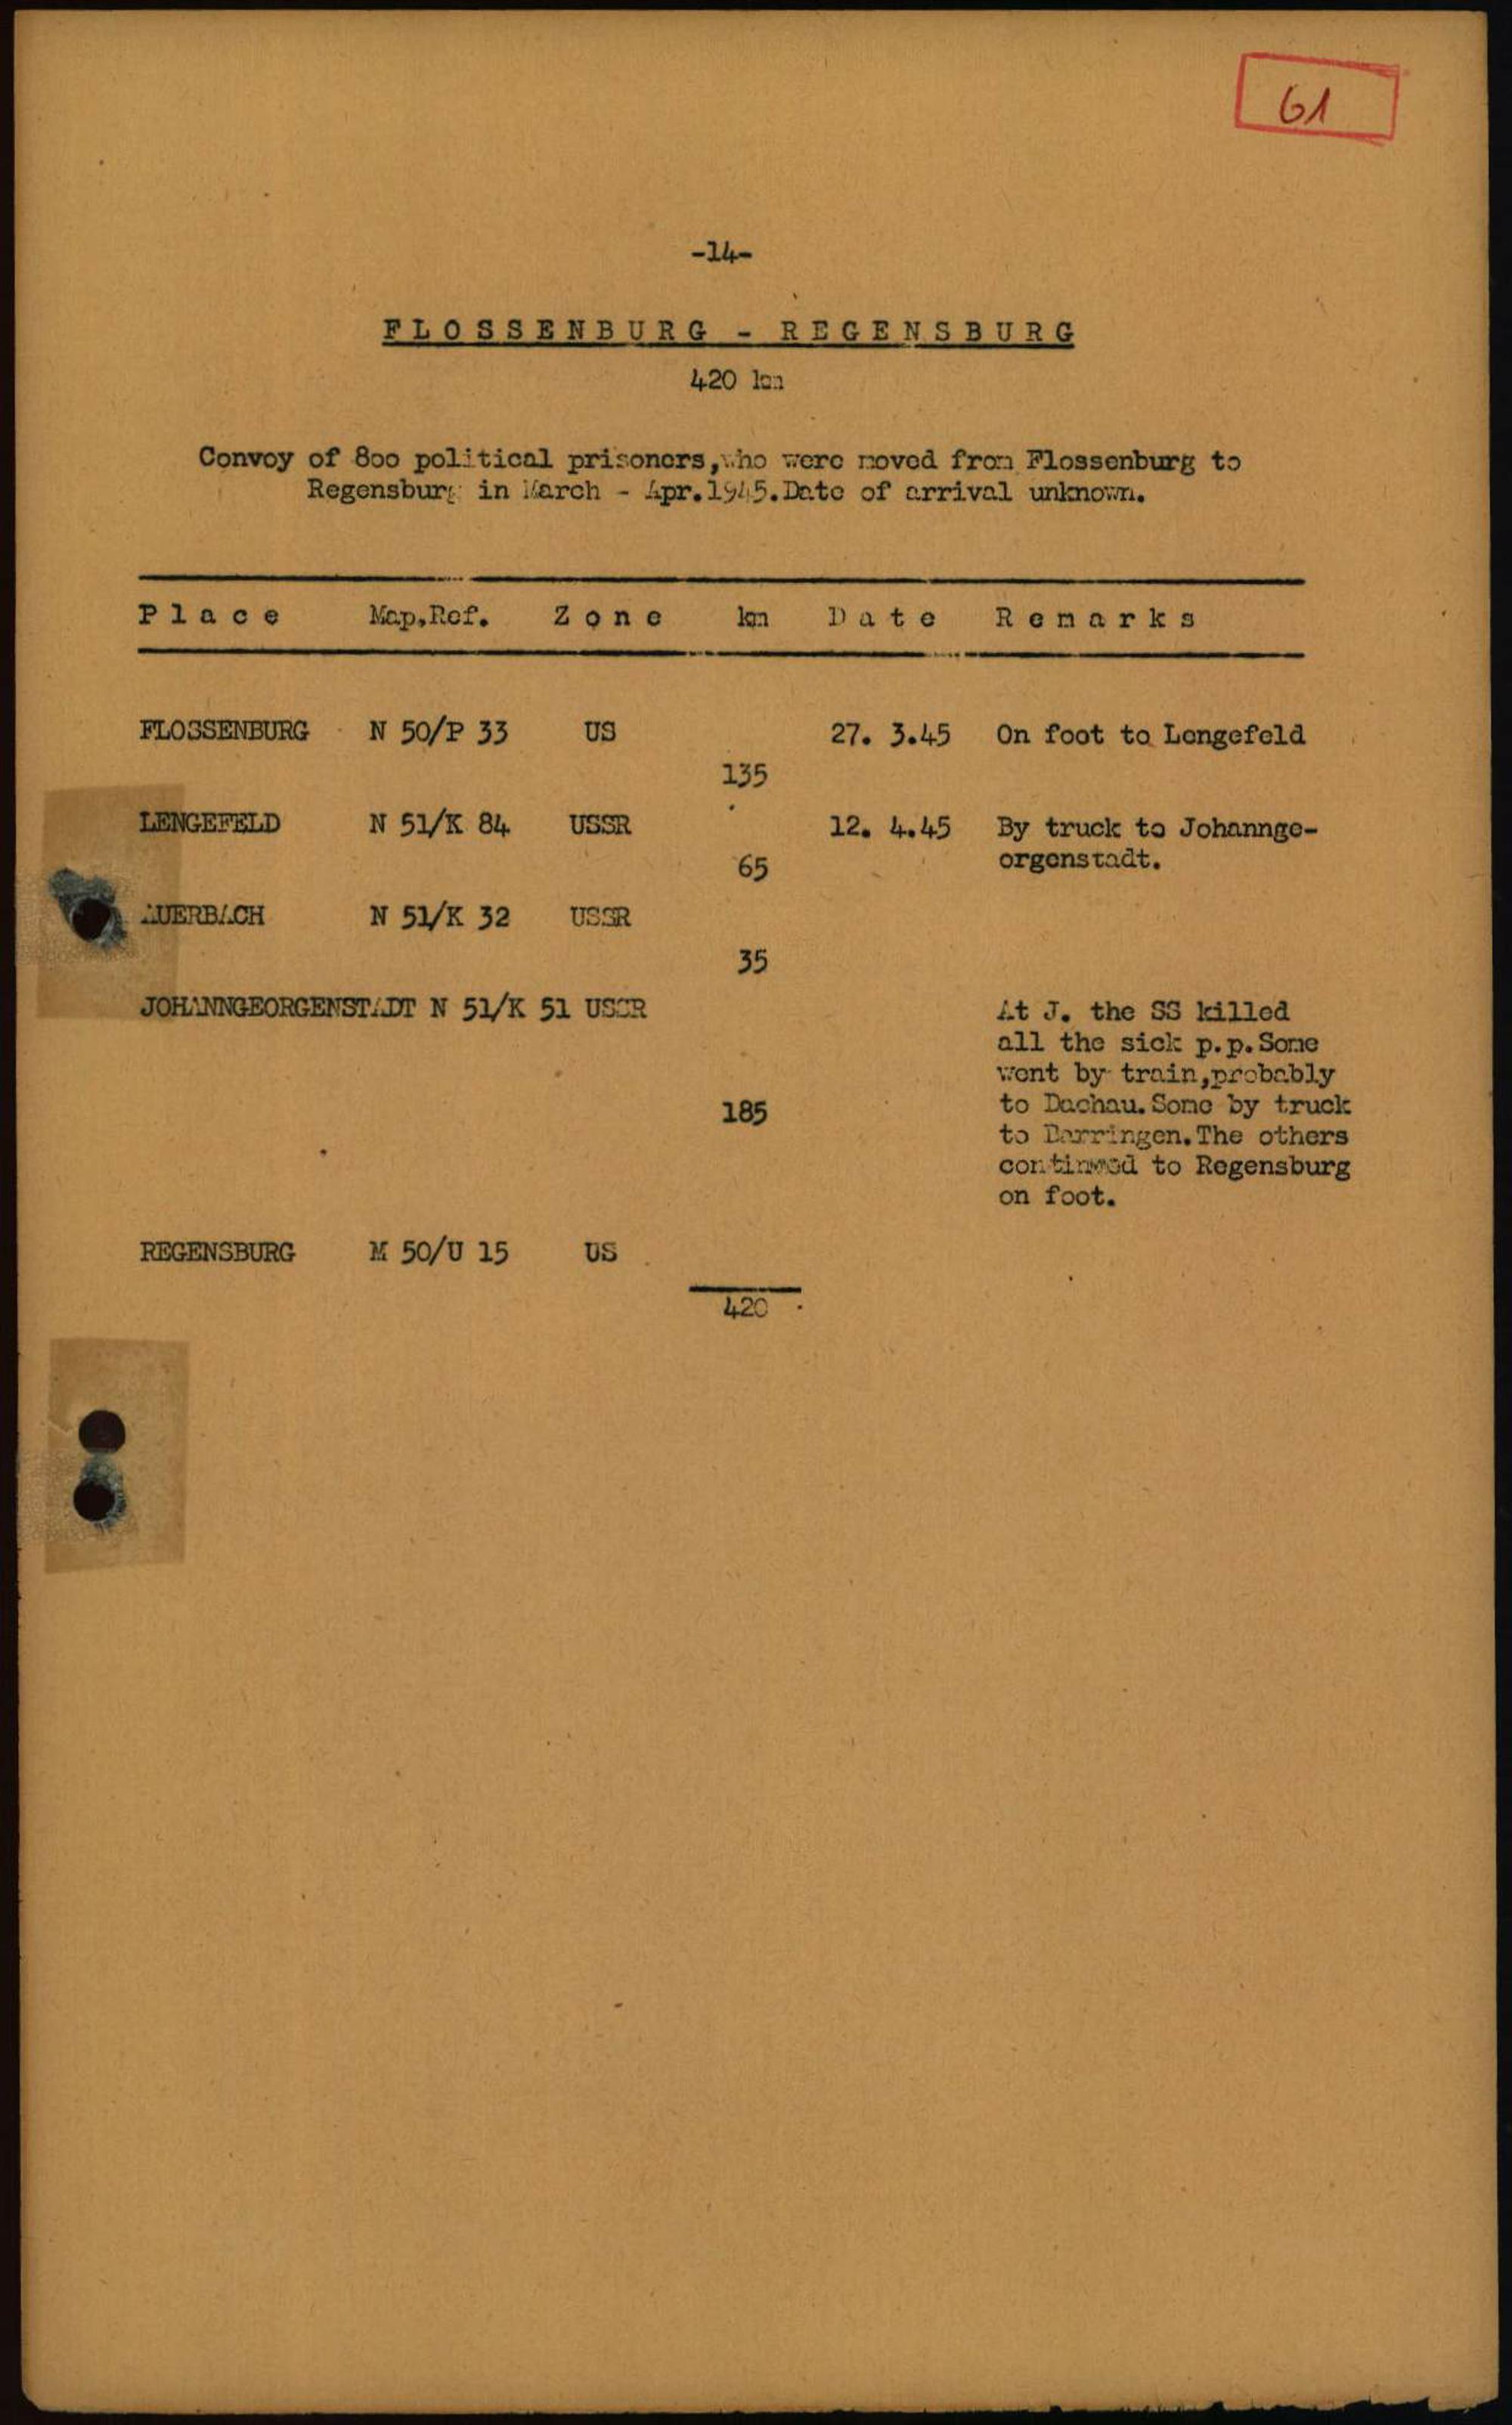 61
-14-
FLOSSENBURG - REGENSBURG
420 km
Convoy of 800 political prisoners,who were moved from Flossenburg to
Regensburg in March - Apr.1945.Date of arrival unknown.
Place Map.Ref. Zone km Date Remarks
FLOSSENBURG N 50/P 33 US 27. 3.45 On foot to Lengefeld
135
LENGEFELD N 51/K 84 USSR 12. 4.45 By truck to Johannge-
65 orgenstadt.
AUERBACH N 51/K 32 USSR
35
JOHANNGEORGENSTADT N 51/K 51 USSR At J. the SS killed
all the sick p.p.Some
went by train,probably
185 to Dachau.Some by truck
to The others
continued to Regensburg
on foot.
REGENSBURG M 50/U 15 US
420